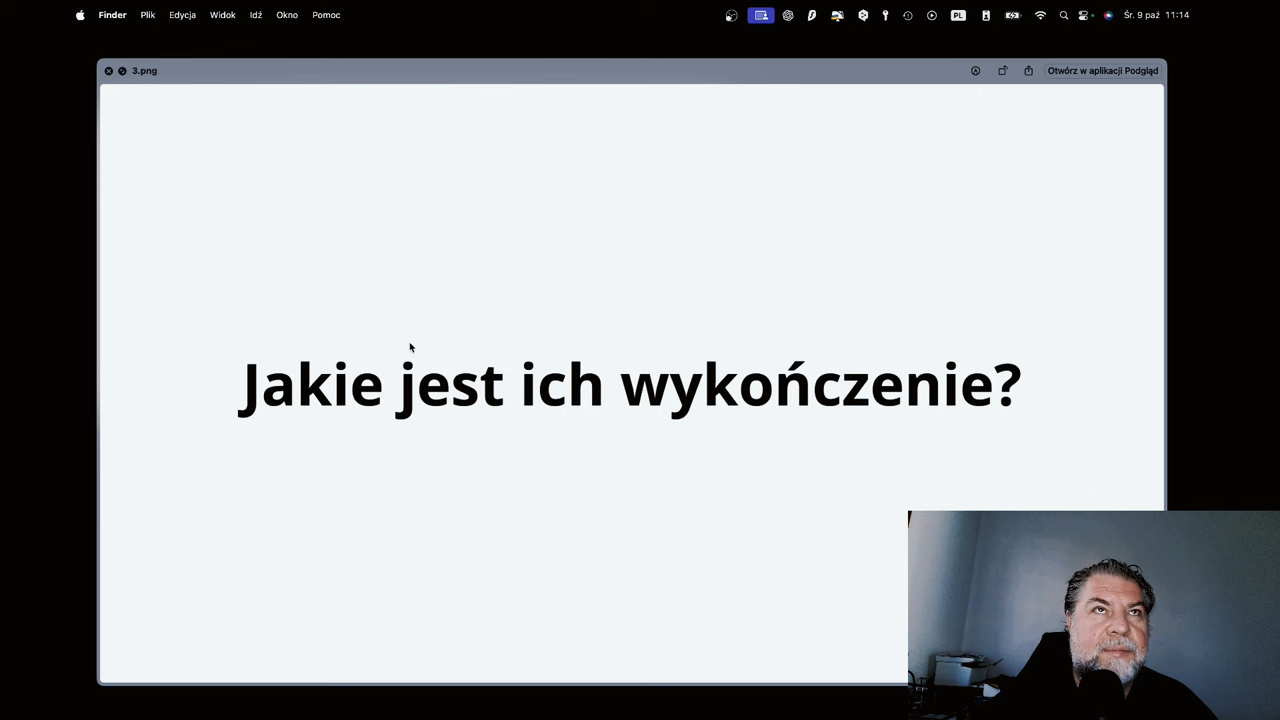 Finder Plik Edycja Widok Idź Okno Pomoc PL Śr. 9 paź 11:14
3.png Otwórz w aplikacji Podgląd
Jakie jest ich wykończenie?